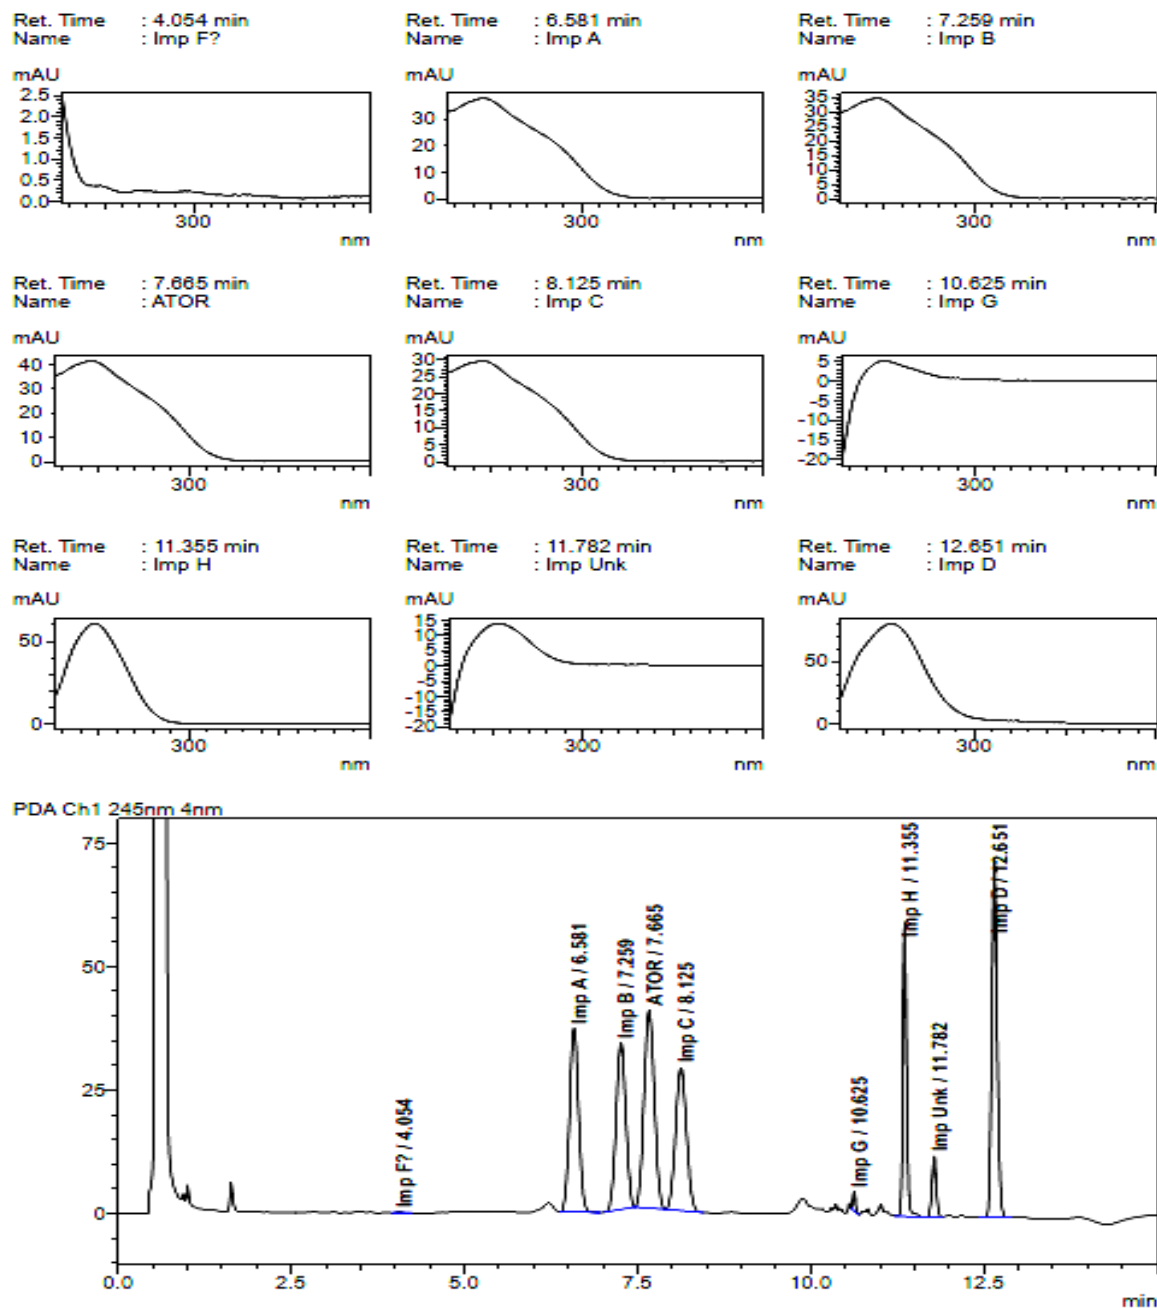 Ret. Time : 4.054 min
Name : Imp F?
mAU
2.5
2.0
1.5
1.0
0.5
0.0
300
nm
Ret. Time : 6.581 min
Name : Imp A
mAU
30
20
10
0
300
nm
Ret. Time : 7.259 min
Name : Imp B
mAU
35
30
25
20
15
10
5
0
300
nm
Ret. Time : 7.665 min
Name : ATOR
mAU
40
30
20
10
0
300
nm
Ret. Time : 8.125 min
Name : Imp C
mAU
30
25
20
15
10
5
0
300
nm
Ret. Time : 10.625 min
Name : Imp G
mAU
5
0
-5
-10
-15
-20
300
nm
Ret. Time : 11.355 min
Name : Imp H
mAU
50
0
300
nm
Ret. Time : 11.782 min
Name : Imp Unk
mAU
15
10
5
0
-5
-10
-15
-20
300
nm
Ret. Time : 12.651 min
Name : Imp D
mAU
50
0
300
nm
PDA Ch1 245nm 4nm
75
50
25
0
Imp F? / 4.054
Imp A / 6.581
Imp B / 7.259
ATOR / 7.665
Imp C / 8.125
Imp G / 10.625
Imp H / 11.355
Imp Unk / 11.782
Imp D / 12.651
0.0
2.5
5.0
7.5
10.0
12.5
min